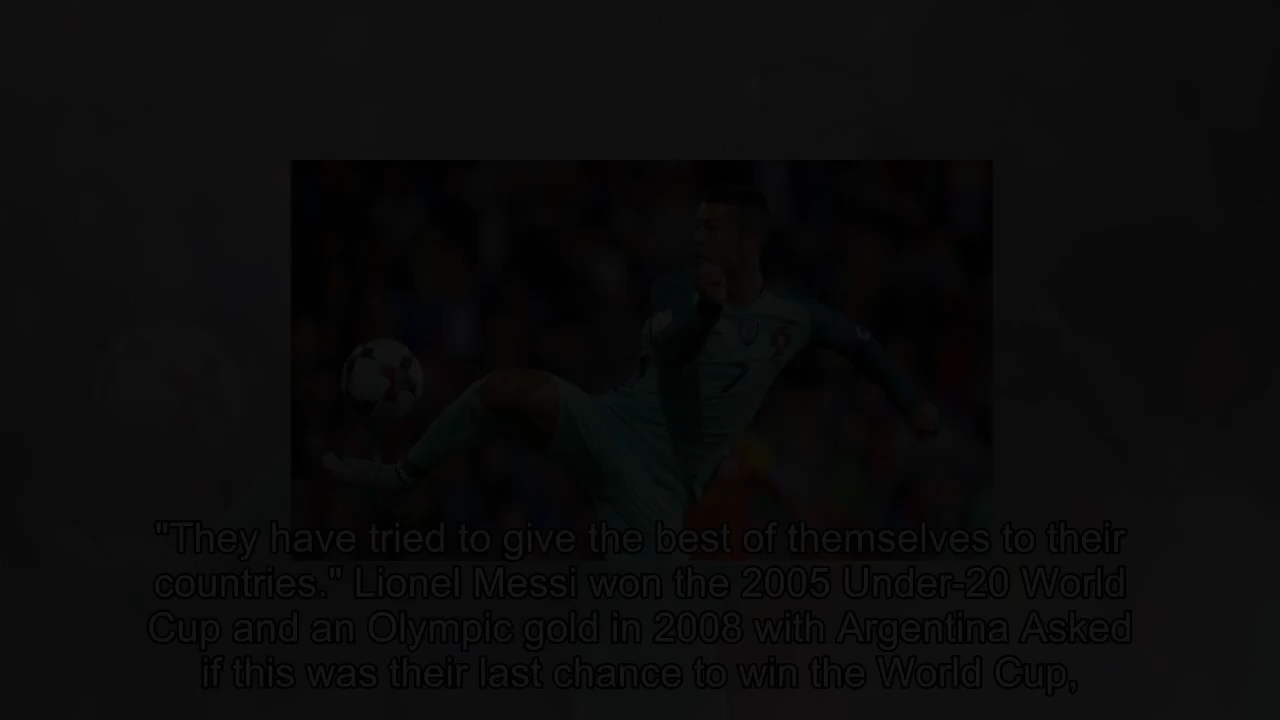 "They have tried to give the best of themselves to their
countries." Lionel Messi won the 2005 Under-20 World
Cup and an Olympic gold in 2008 with Argentina Asked
if this was their last chance to win the World Cup,
7